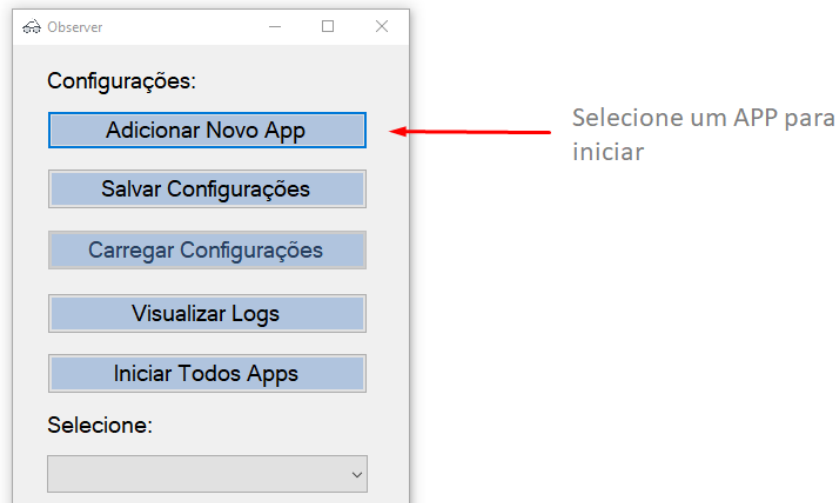 Observer
Configurações:
Adicionar Novo App
Selecione um APP para
iniciar
Salvar Configurações
Carregar Configurações
Visualizar Logs
Iniciar Todos Apps
Selecione: